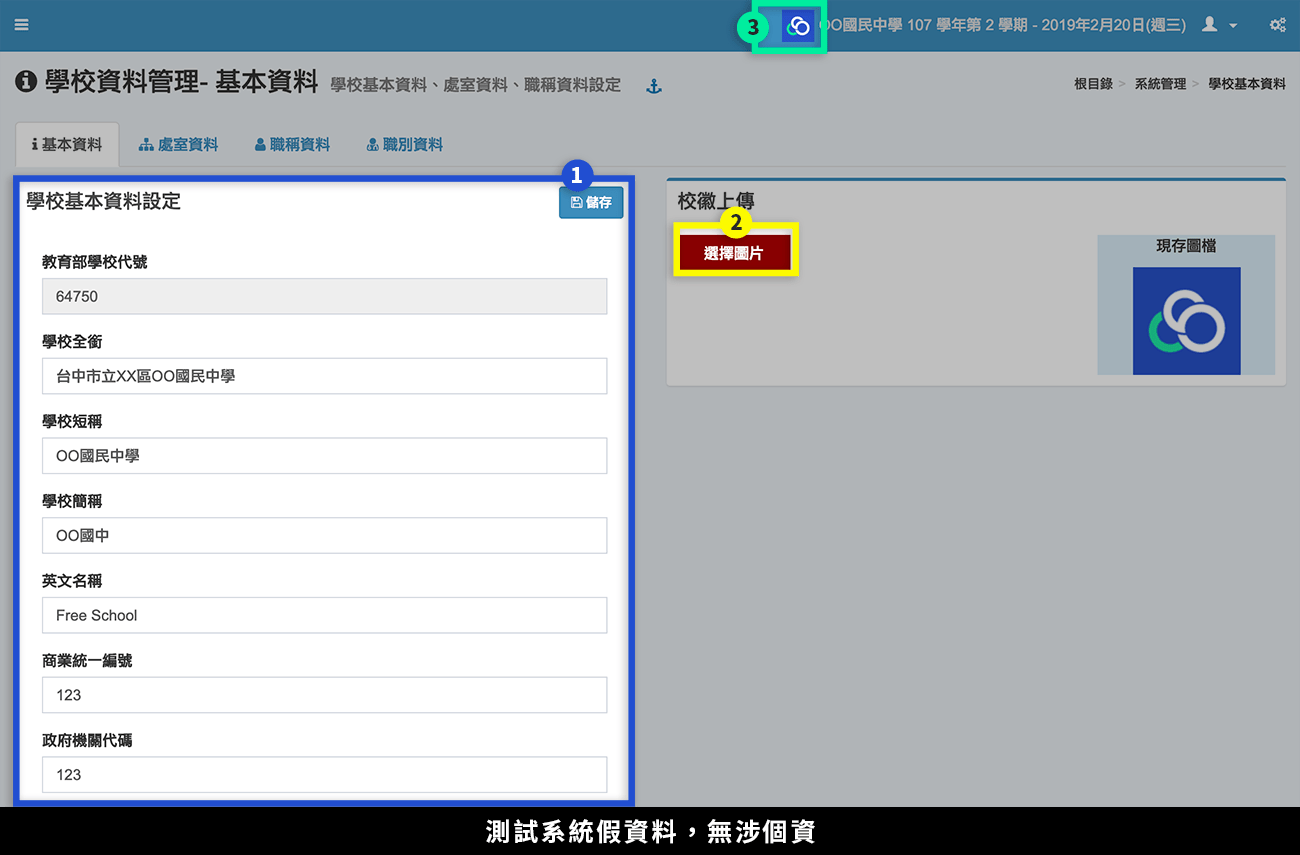 3
OO國民中學 107 學年第 2 學期 - 2019年2月20日(週三)
學校資料管理- 基本資料 學校基本資料、處室資料、職稱資料設定
根目錄 > 系統管理 > 學校基本資料
基本資料 處室資料 職稱資料 職別資料
1
學校基本資料設定
儲存
校徽上傳
2
選擇圖片
現存圖檔
教育部學校代號
64750
學校全銜
台中市立XX區OO國民中學
學校短稱
OO國民中學
學校簡稱
OO國中
英文名稱
Free School
商業統一編號
123
政府機關代碼
123
測試系統假資料，無涉個資